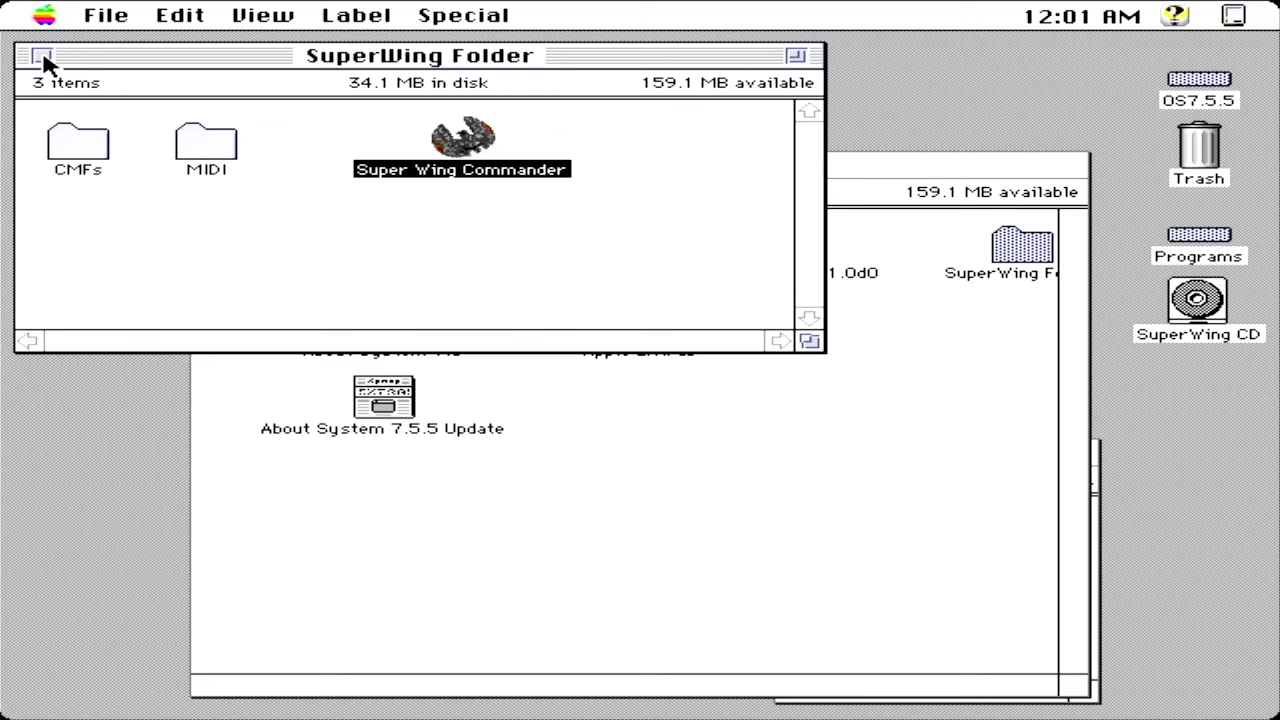 File Edit View Label Special 12:01 AM
SuperWing Folder
3 items 34.1 MB in disk 159.1 MB available
CMFs MIDI Super Wing Commander
OS7.5.5
Trash
159.1 MB available
Programs
1.0d0 SuperWing Fo
SuperWing CD
About System 7.5.5 Update